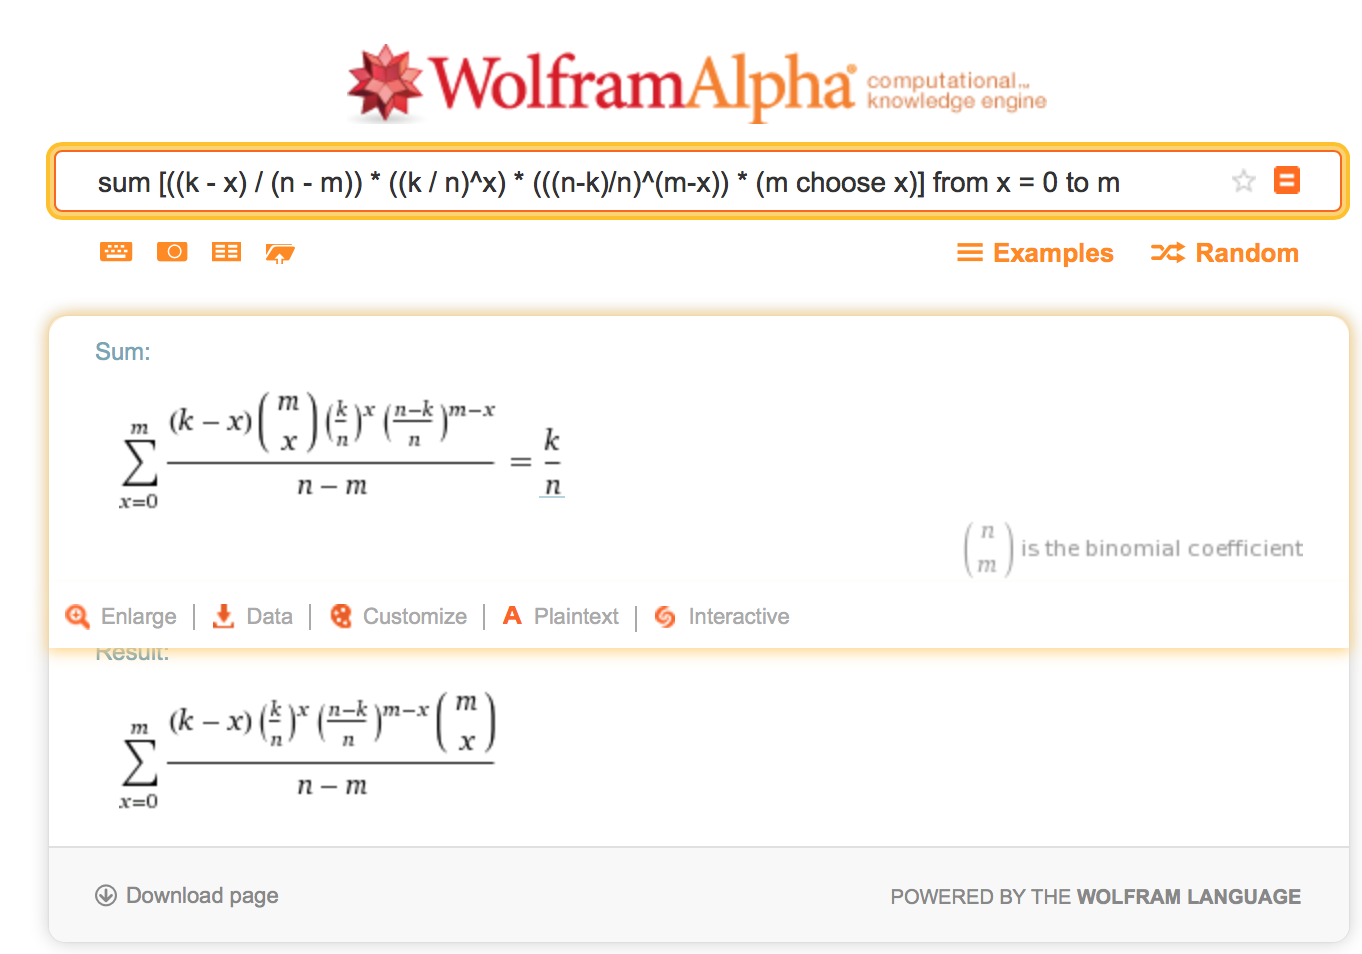 WolframAlpha computational... knowledge engine
sum [((k - x) / (n - m)) * ((k / n)^x) * (((n-k)/n)^(m-x)) * (m choose x)] from x = 0 to m
Examples Random
Sum:
\sum_{x=0}^{m} \frac{(k-x)\binom{m}{x}\left(\frac{k}{n}\right)^x\left(\frac{n-k}{n}\right)^{m-x}}{n-m} = \frac{k}{n}
\binom{n}{m} is the binomial coefficient
Enlarge | Data | Customize | A Plaintext | Interactive
Result:
\sum_{x=0}^{m} \frac{(k-x)\left(\frac{k}{n}\right)^x\left(\frac{n-k}{n}\right)^{m-x}\binom{m}{x}}{n-m}
Download page POWERED BY THE WOLFRAM LANGUAGE